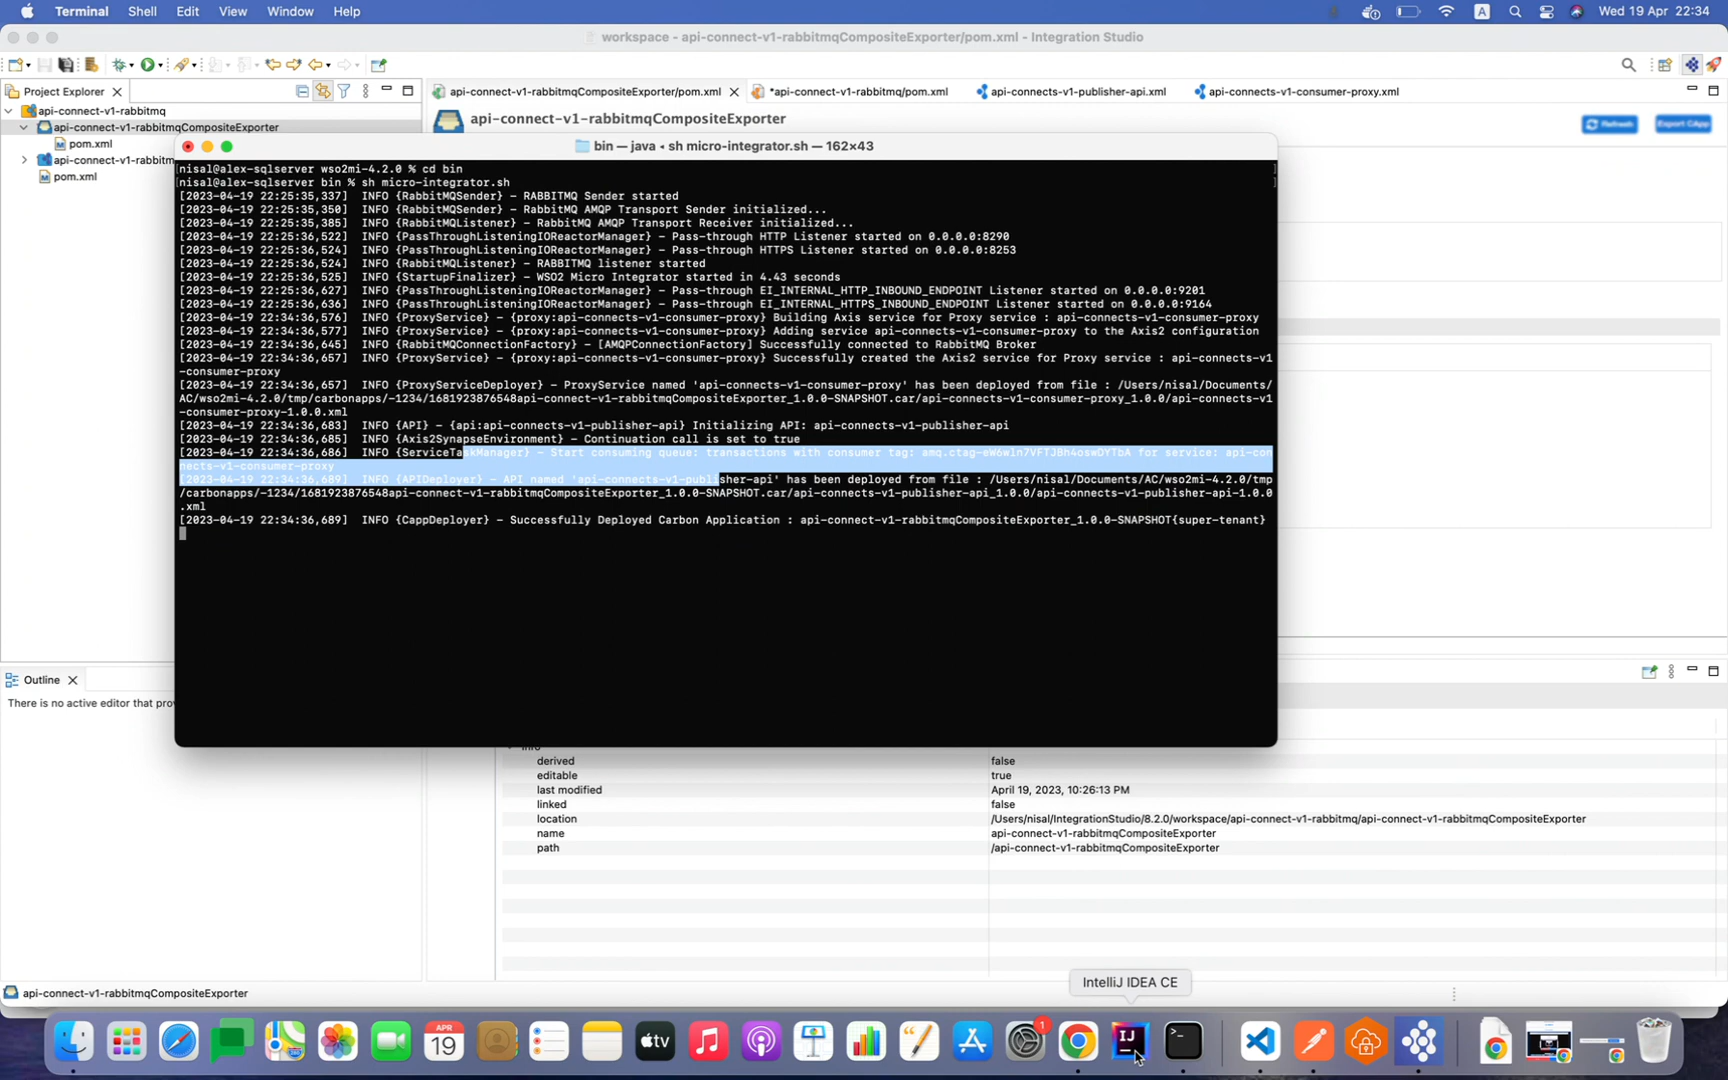 Terminal Shell Edit View Window Help
A Wed 19 Apr 22:34
workspace - api-connect-v1-rabbitmqCompositeExporter/pom.xml - Integration Studio
Project Explorer
api-connect-v1-rabbitmqCompositeExporter/pom.xml
*api-connect-v1-rabbitmq/pom.xml
api-connects-v1-publisher-api.xml
api-connects-v1-consumer-proxy.xml
api-connect-v1-rabbitmq
api-connect-v1-rabbitmqCompositeExporter
pom.xml
api-connect-v1-rabbitm
pom.xml
api-connect-v1-rabbitmqCompositeExporter
Refresh
Export CApp
bin — java ◂ sh micro-integrator.sh — 162×43
[nisal@alex-sqlserver wso2mi-4.2.0 % cd bin ]
[nisal@alex-sqlserver bin % sh micro-integrator.sh ]
[2023-04-19 22:25:35,337] INFO {RabbitMQSender} - RABBITMQ Sender started
[2023-04-19 22:25:35,350] INFO {RabbitMQSender} - RabbitMQ AMQP Transport Sender initialized...
[2023-04-19 22:25:35,385] INFO {RabbitMQListener} - RabbitMQ AMQP Transport Receiver initialized...
[2023-04-19 22:25:36,522] INFO {PassThroughListeningIOReactorManager} - Pass-through HTTP Listener started on 0.0.0.0:8290
[2023-04-19 22:25:36,524] INFO {PassThroughListeningIOReactorManager} - Pass-through HTTPS Listener started on 0.0.0.0:8253
[2023-04-19 22:25:36,524] INFO {RabbitMQListener} - RABBITMQ listener started
[2023-04-19 22:25:36,525] INFO {StartupFinalizer} - WSO2 Micro Integrator started in 4.43 seconds
[2023-04-19 22:25:36,627] INFO {PassThroughListeningIOReactorManager} - Pass-through EI_INTERNAL_HTTP_INBOUND_ENDPOINT Listener started on 0.0.0.0:9201
[2023-04-19 22:25:36,636] INFO {PassThroughListeningIOReactorManager} - Pass-through EI_INTERNAL_HTTPS_INBOUND_ENDPOINT Listener started on 0.0.0.0:9164
[2023-04-19 22:34:36,576] INFO {ProxyService} - {proxy:api-connects-v1-consumer-proxy} Building Axis service for Proxy service : api-connects-v1-consumer-proxy
[2023-04-19 22:34:36,577] INFO {ProxyService} - {proxy:api-connects-v1-consumer-proxy} Adding service api-connects-v1-consumer-proxy to the Axis2 configuration
[2023-04-19 22:34:36,645] INFO {RabbitMQConnectionFactory} - [AMQPConnectionFactory] Successfully connected to RabbitMQ Broker
[2023-04-19 22:34:36,657] INFO {ProxyService} - {proxy:api-connects-v1-consumer-proxy} Successfully created the Axis2 service for Proxy service : api-connects-v1
-consumer-proxy
[2023-04-19 22:34:36,657] INFO {ProxyServiceDeployer} - ProxyService named 'api-connects-v1-consumer-proxy' has been deployed from file : /Users/nisal/Documents/
AC/wso2mi-4.2.0/tmp/carbonapps/-1234/1681923876548api-connect-v1-rabbitmqCompositeExporter_1.0.0-SNAPSHOT.car/api-connects-v1-consumer-proxy_1.0.0/api-connects-v1
-consumer-proxy-1.0.0.xml
[2023-04-19 22:34:36,683] INFO {API} - {api:api-connects-v1-publisher-api} Initializing API: api-connects-v1-publisher-api
[2023-04-19 22:34:36,685] INFO {Axis2SynapseEnvironment} - Continuation call is set to true
[2023-04-19 22:34:36,686] INFO {ServiceTaskManager} - Start consuming queue: transactions with consumer tag: for service: api-con
nects-v1-consumer-proxy
[2023-04-19 22:34:36,689] INFO {APIDeployer} - API named 'api-connects-v1-publisher-api' has been deployed from file : /Users/nisal/Documents/AC/wso2mi-4.2.0/tmp
/carbonapps/-1234/1681923876548api-connect-v1-rabbitmqCompositeExporter_1.0.0-SNAPSHOT.car/api-connects-v1-publisher-api_1.0.0/api-connects-v1-publisher-api-1.0.0
.xml
[2023-04-19 22:34:36,689] INFO {CappDeployer} - Successfully Deployed Carbon Application : api-connect-v1-rabbitmqCompositeExporter_1.0.0-SNAPSHOT{super-tenant}
Outline
There is no active editor that pro
derived false
editable true
last modified April 19, 2023, 10:26:13 PM
linked false
location /Users/nisal/IntegrationStudio/8.2.0/workspace/api-connect-v1-rabbitmq/api-connect-v1-rabbitmqCompositeExporter
name api-connect-v1-rabbitmqCompositeExporter
path /api-connect-v1-rabbitmqCompositeExporter
api-connect-v1-rabbitmqCompositeExporter
IntelliJ IDEA CE
APR
19
tv
1
IJ